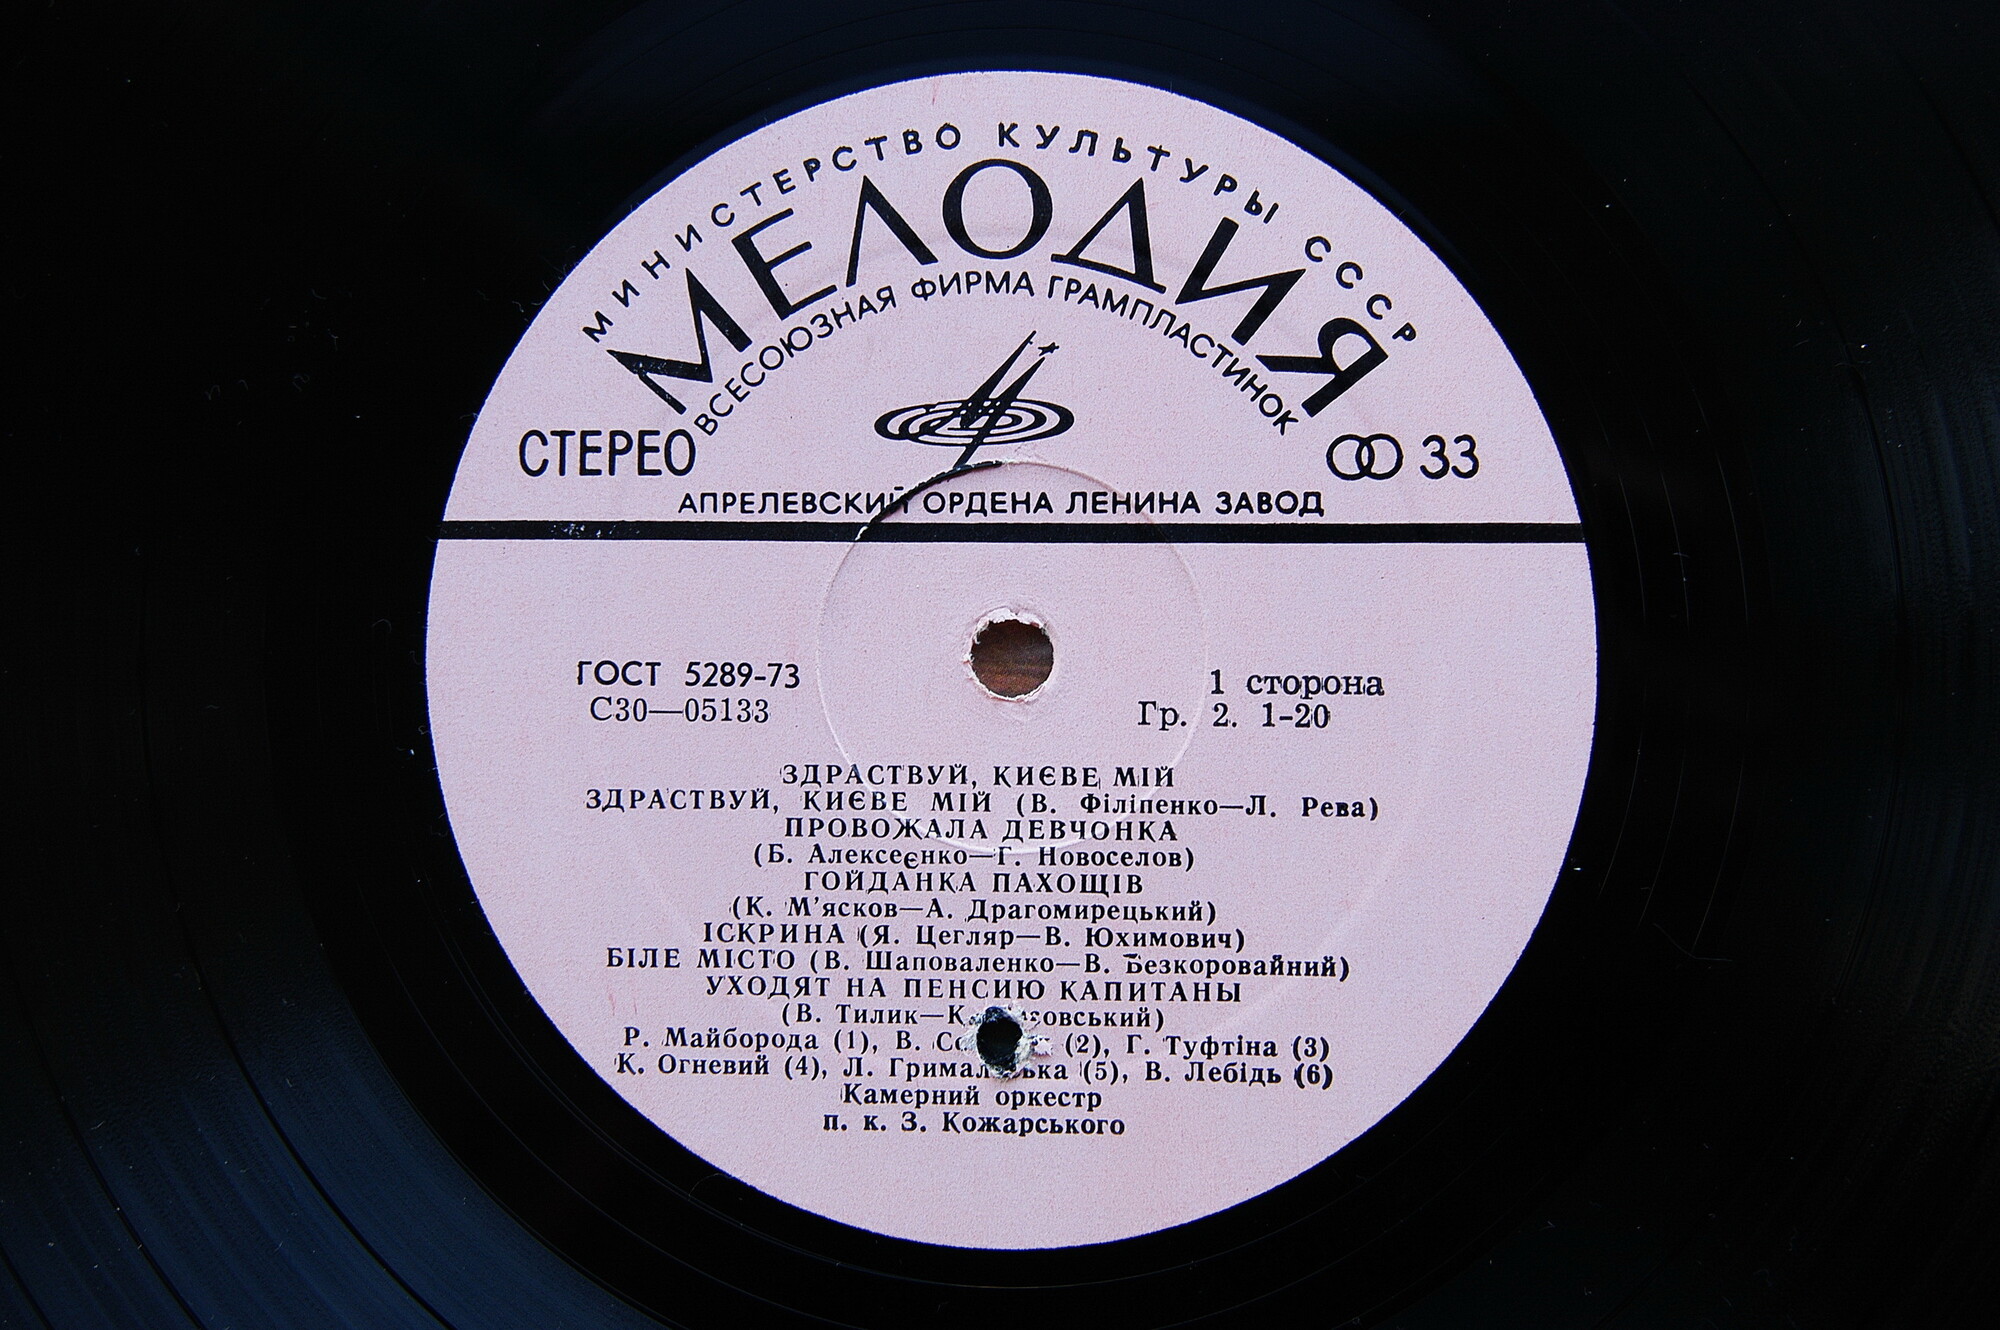 МИНИСТЕРСТВО КУЛЬТУРЫ СССР
МЕЛОДИЯ
ВСЕСОЮЗНАЯ ФИРМА ГРАМПЛАСТИНОК
СТЕРЕО 33
АПРЕЛЕВСКИЙ ОРДЕНА ЛЕНИНА ЗАВОД
ГОСТ 5289-73
С30—05133
1 сторона
Гр. 2. 1-20
ЗДРАСТВУЙ, КИЄВЕ МІЙ
ЗДРАСТВУЙ, КИЄВЕ МІЙ (В. Філіпенко—Л. Рева)
ПРОВОЖАЛА ДЕВЧОНКА
(Б. Алексеєнко—Г. Новоселов)
ГОЙДАНКА ПАХОЩІВ
(К. М'ясков—А. Драгомирецький)
ІСКРИНА (Я. Цегляр—В. Юхимович)
БІЛЕ МІСТО (В. Шаповаленко—В. Безкоровайний)
УХОДЯТ НА ПЕНСИЮ КАПИТАНЫ
(В. Тилик—К.
Р. Майборода (1), В. (2), Г. Туфтіна (3)
К. Огневий (4), Л. (5), В. Лебідь (6)
Камерний оркестр
п. к. З. Кожарського